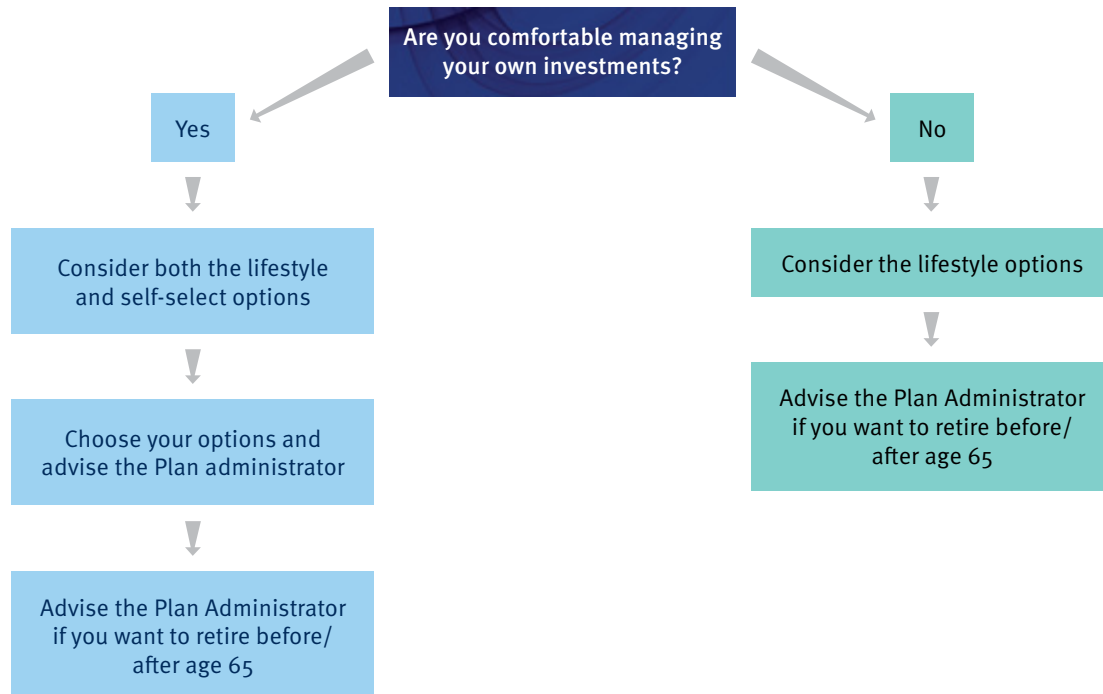 Are you comfortable managing
your own investments?
Yes
No
Consider both the lifestyle
and self-select options
Consider the lifestyle options
Choose your options and
advise the Plan administrator
Advise the Plan Administrator
if you want to retire before/
after age 65
Advise the Plan Administrator
if you want to retire before/
after age 65